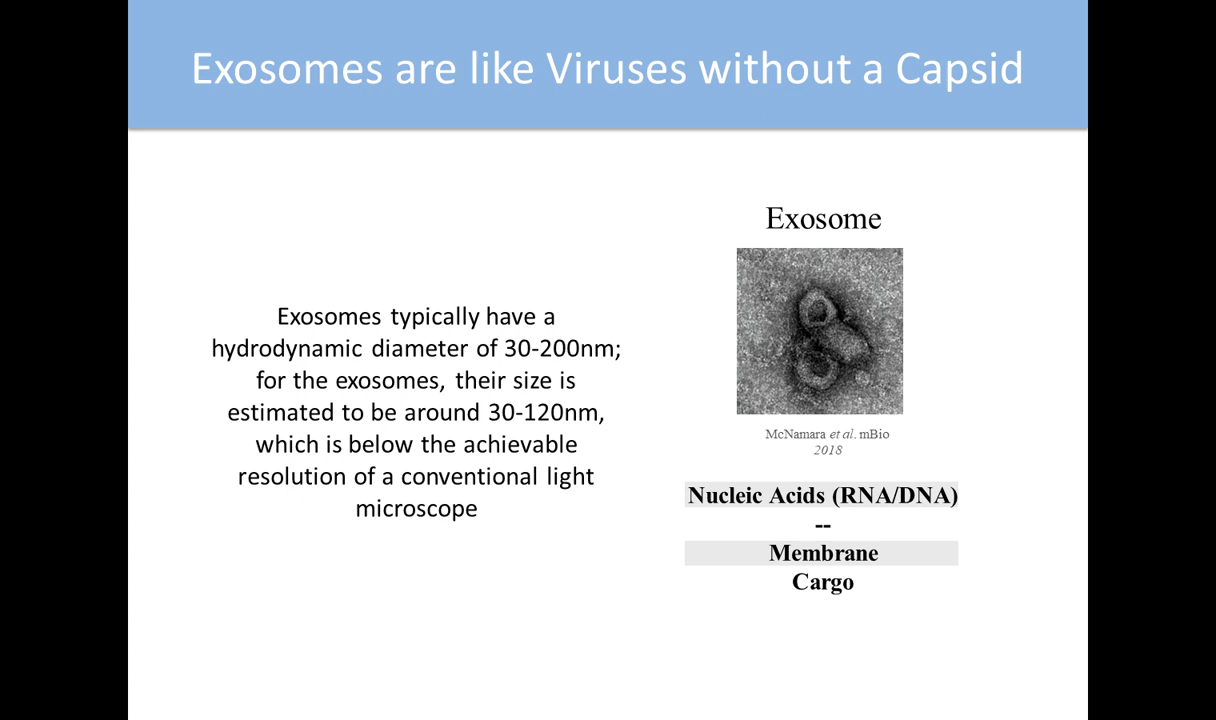 Exosomes are like Viruses without a Capsid
Exosomes typically have a
hydrodynamic diameter of 30-200nm;
for the exosomes, their size is
estimated to be around 30-120nm,
which is below the achievable
resolution of a conventional light
microscope
Exosome
McNamara et al. mBio
2018
Nucleic Acids (RNA/DNA)
--
Membrane
Cargo